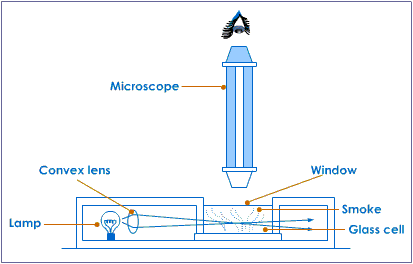 Microscope
Convex lens
Window
Lamp
Smoke
Glass cell